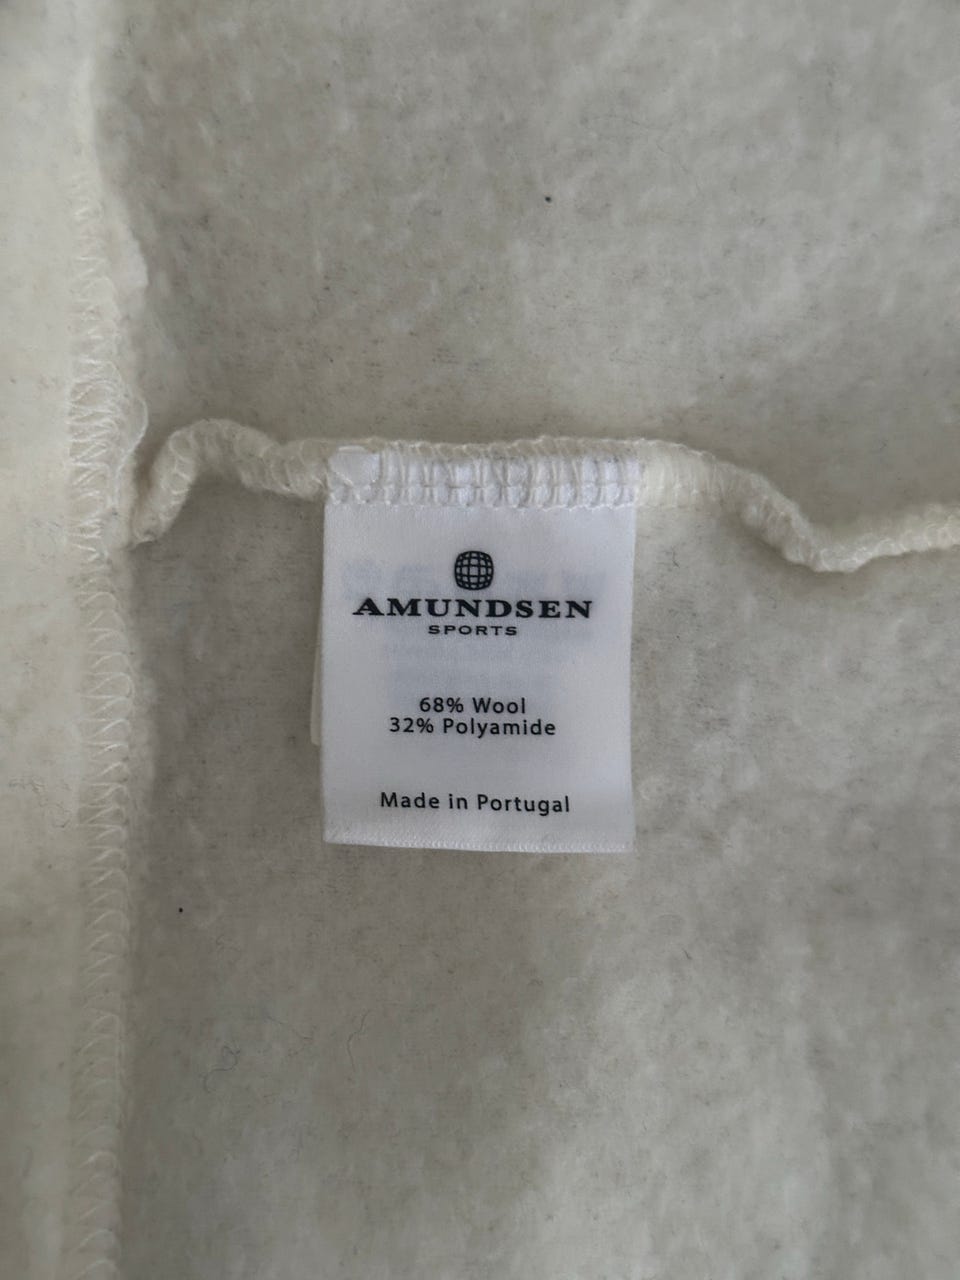 AMUNDSEN
SPORTS
68% Wool
32% Polyamide
Made in Portugal